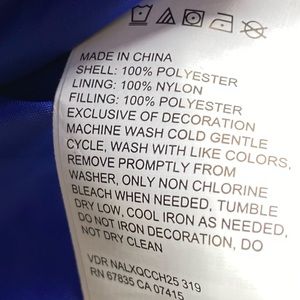 MADE IN CHINA
SHELL: 100% POLYESTER
LINING: 100% NYLON
FILLING: 100% POLYESTER
EXCLUSIVE OF DECORATION
MACHINE WASH COLD GENTLE
CYCLE, WASH WITH LIKE COLORS,
REMOVE PROMPTLY FROM
WASHER, ONLY NON CHLORINE
BLEACH WHEN NEEDED, TUMBLE
DRY LOW, COOL IRON AS NEEDED,
DO NOT IRON DECORATION, DO
NOT DRY CLEAN
VDR NALXQCCH25 319
RN 67835 CA 07415